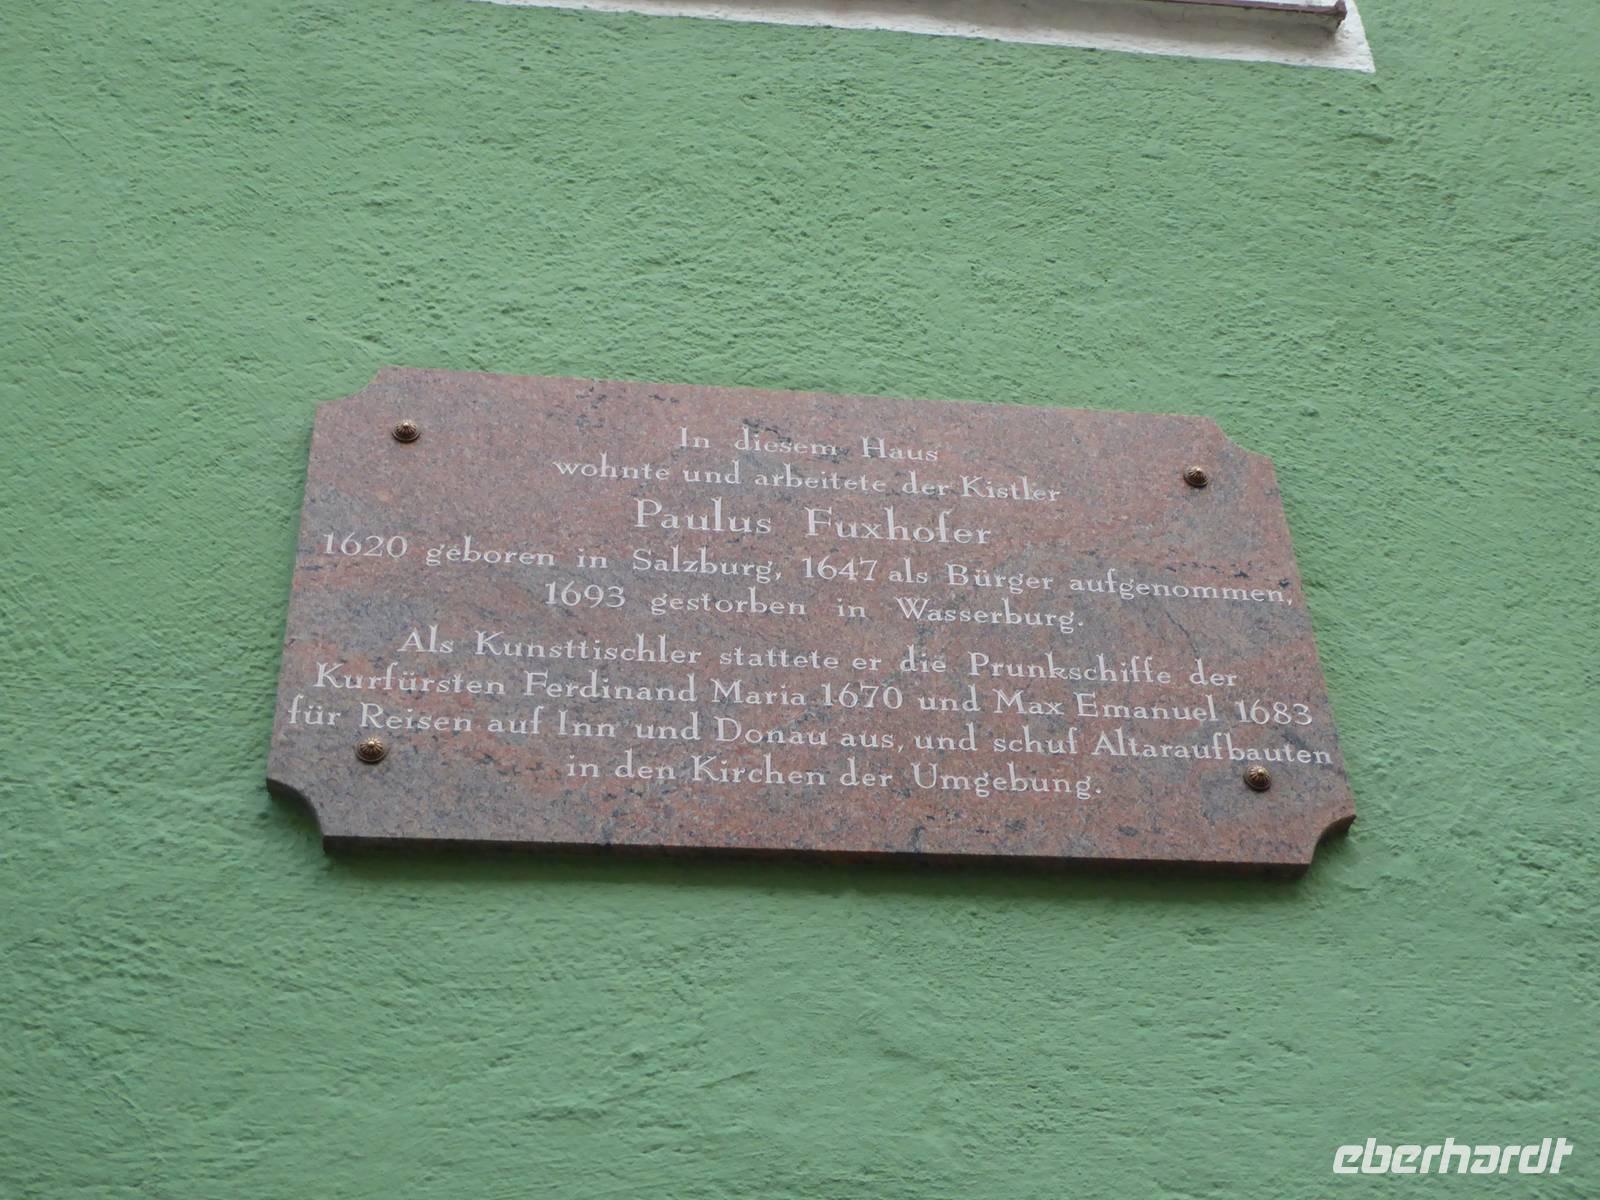 In diesem Haus
wohnte und arbeitete der Kistler
Paulus Fuxhofer
1620 geboren in Salzburg, 1647 als Bürger aufgenommen,
1693 gestorben in Wasserburg.
Als Kunsttischler stattete er die Prunkschiffe der
Kurfürsten Ferdinand Maria 1670 und Max Emanuel 1683
für Reisen auf Inn und Donau aus, und schuf Altaraufbauten
in den Kirchen der Umgebung.
eberhardt